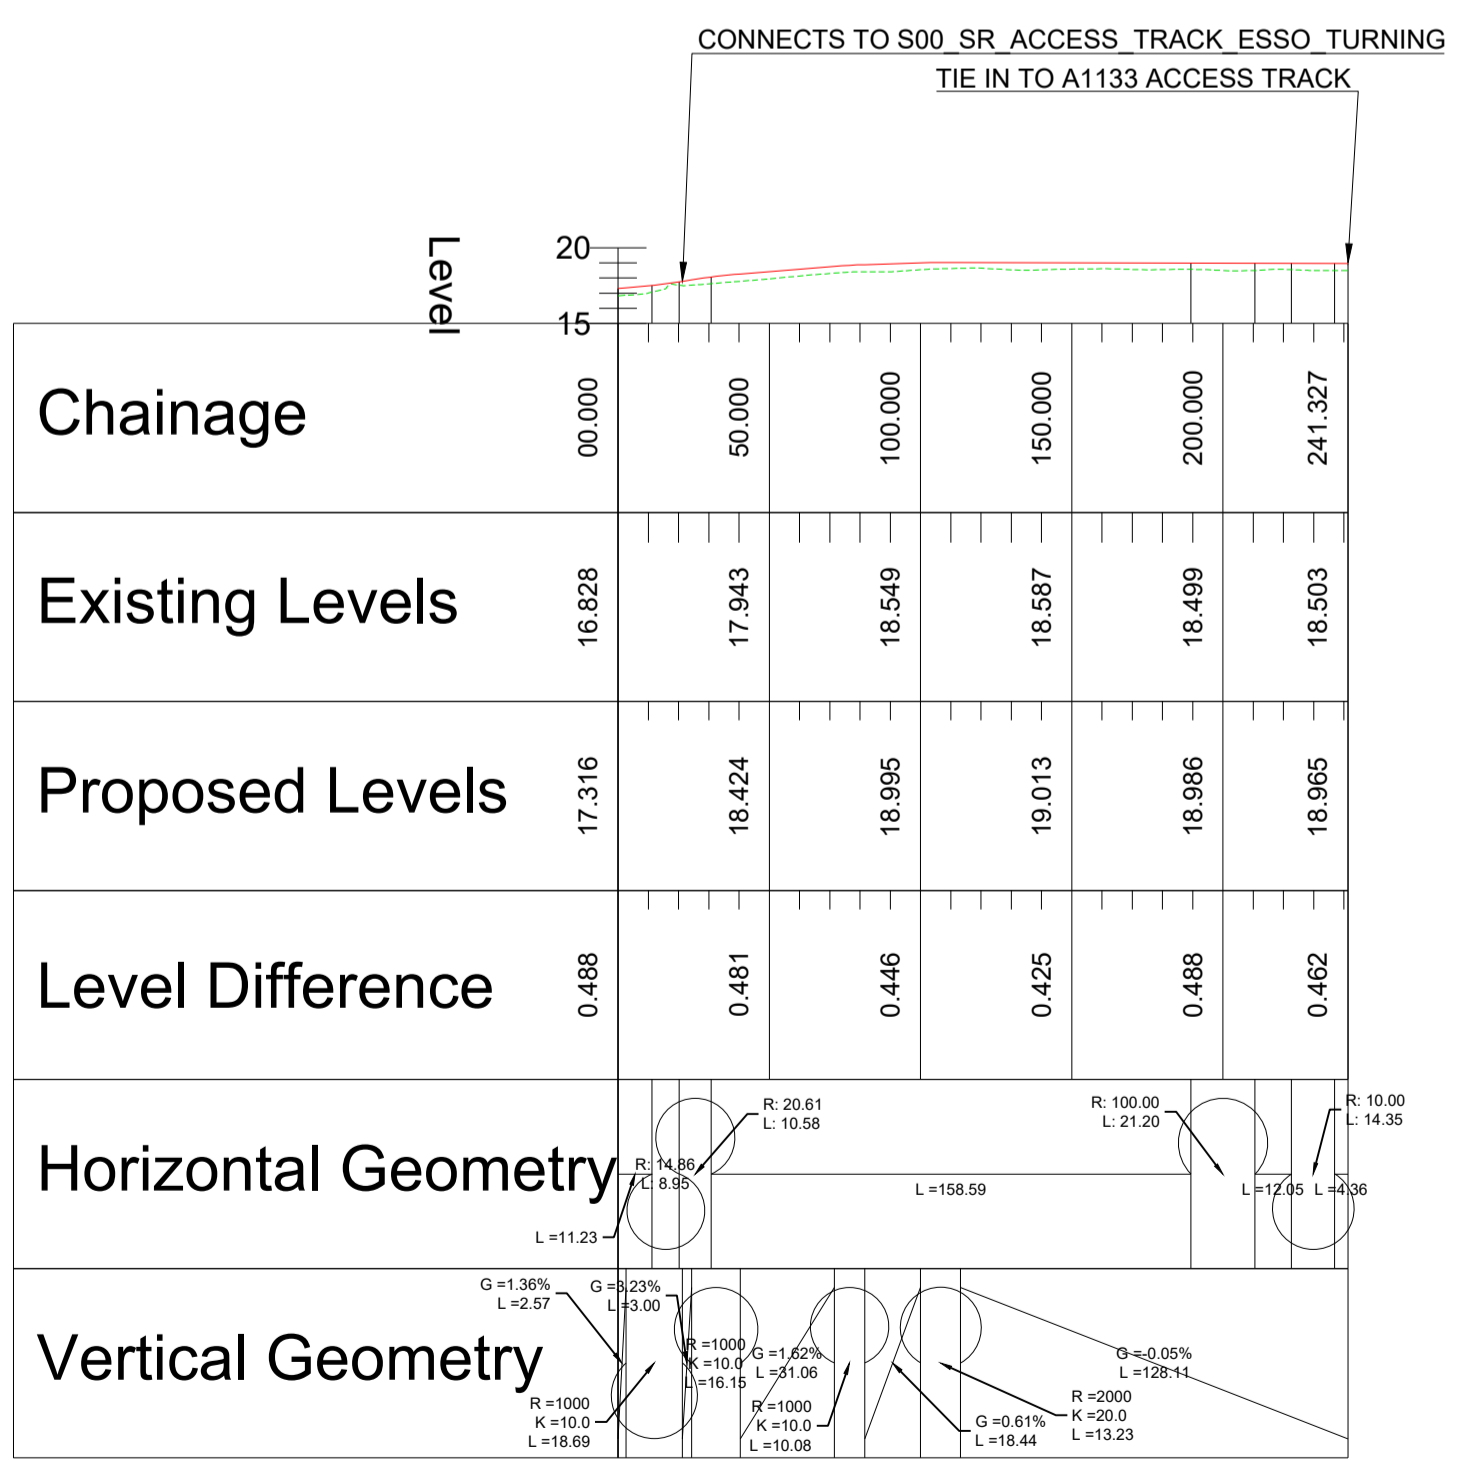 CONNECTS TO S00_SR_ACCESS_TRACK_ESSO_TURNING
TIE IN TO A1133 ACCESS TRACK
Level
20
15
Chainage
00.000
50.000
100.000
150.000
200.000
241.327
Existing Levels
16.828
17.943
18.549
18.587
18.499
18.503
Proposed Levels
17.316
18.424
18.995
19.013
18.986
18.965
Level Difference
0.488
0.481
0.446
0.425
0.488
0.462
Horizontal Geometry
L =11.23
R: 14.86
L: 8.95
R: 20.61
L: 10.58
L =158.59
R: 100.00
L: 21.20
L =12.05
R: 10.00
L: 14.35
L =4.36
Vertical Geometry
G =1.36%
L =2.57
R =1000
K =10.0
L =18.69
G =3.23%
L =3.00
R =1000
K =10.0
L =16.15
G =1.62%
L =31.06
R =1000
K =10.0
L =10.08
G =0.61%
L =18.44
R =2000
K =20.0
L =13.23
G =-0.05%
L =128.11